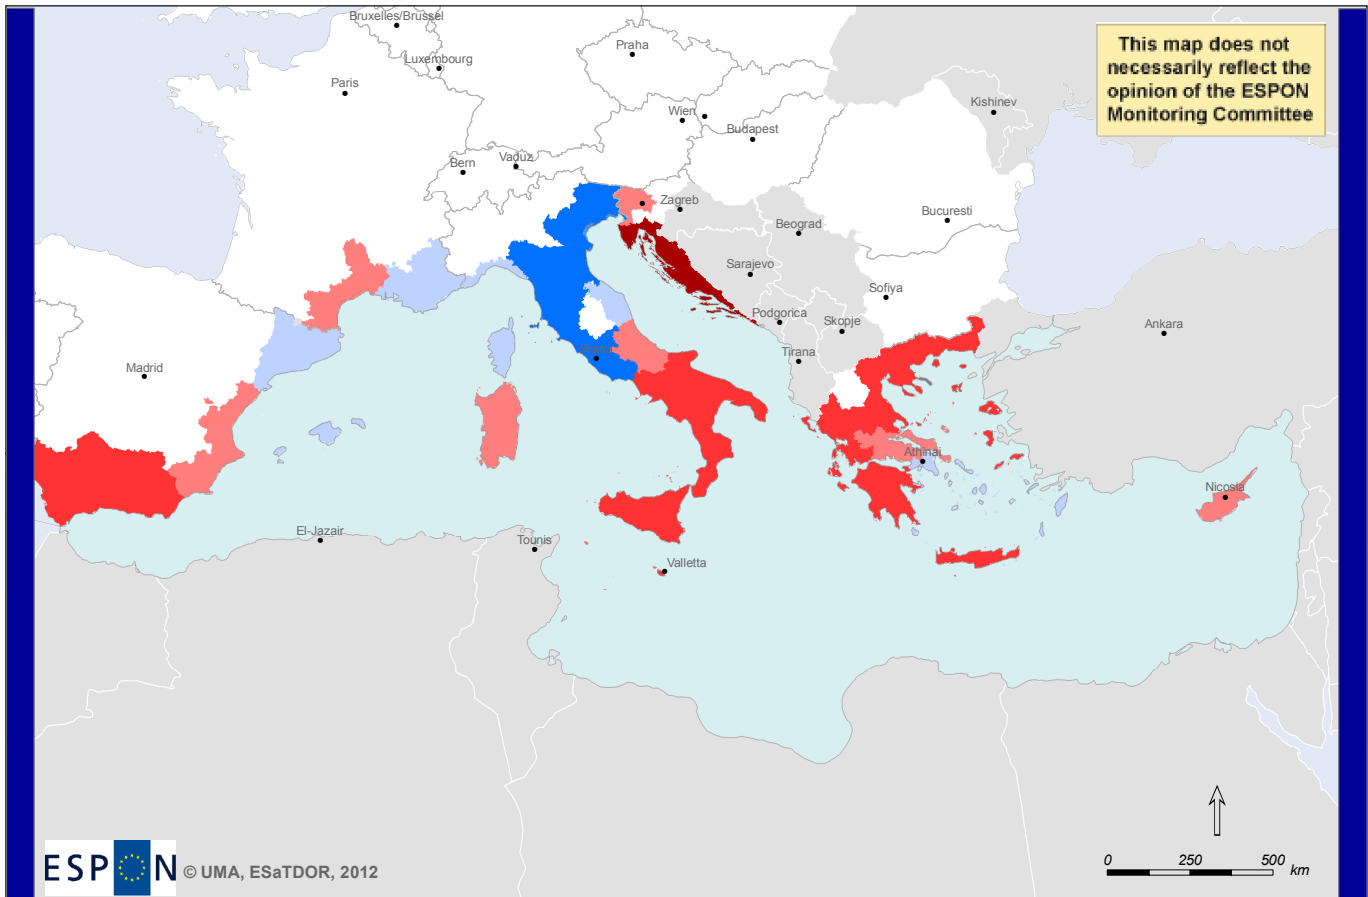 Bruxelles/Brussel
This map does not
necessarily reflect the
opinion of the ESPON
Monitoring Committee
Praha
Luxembourg
Paris
Kishinev
Wien
Budapest
Vaduz
Bern
Zagreb
Bucuresti
Beograd
Sarajevo
Sofiya
Podgorica
Skopje
Ankara
Tirana
Roma
Madrid
Athinai
Nicosia
El-Jazair
Tounis
Valletta
ESPON
© UMA, ESaTDOR, 2012
0 250 500
km